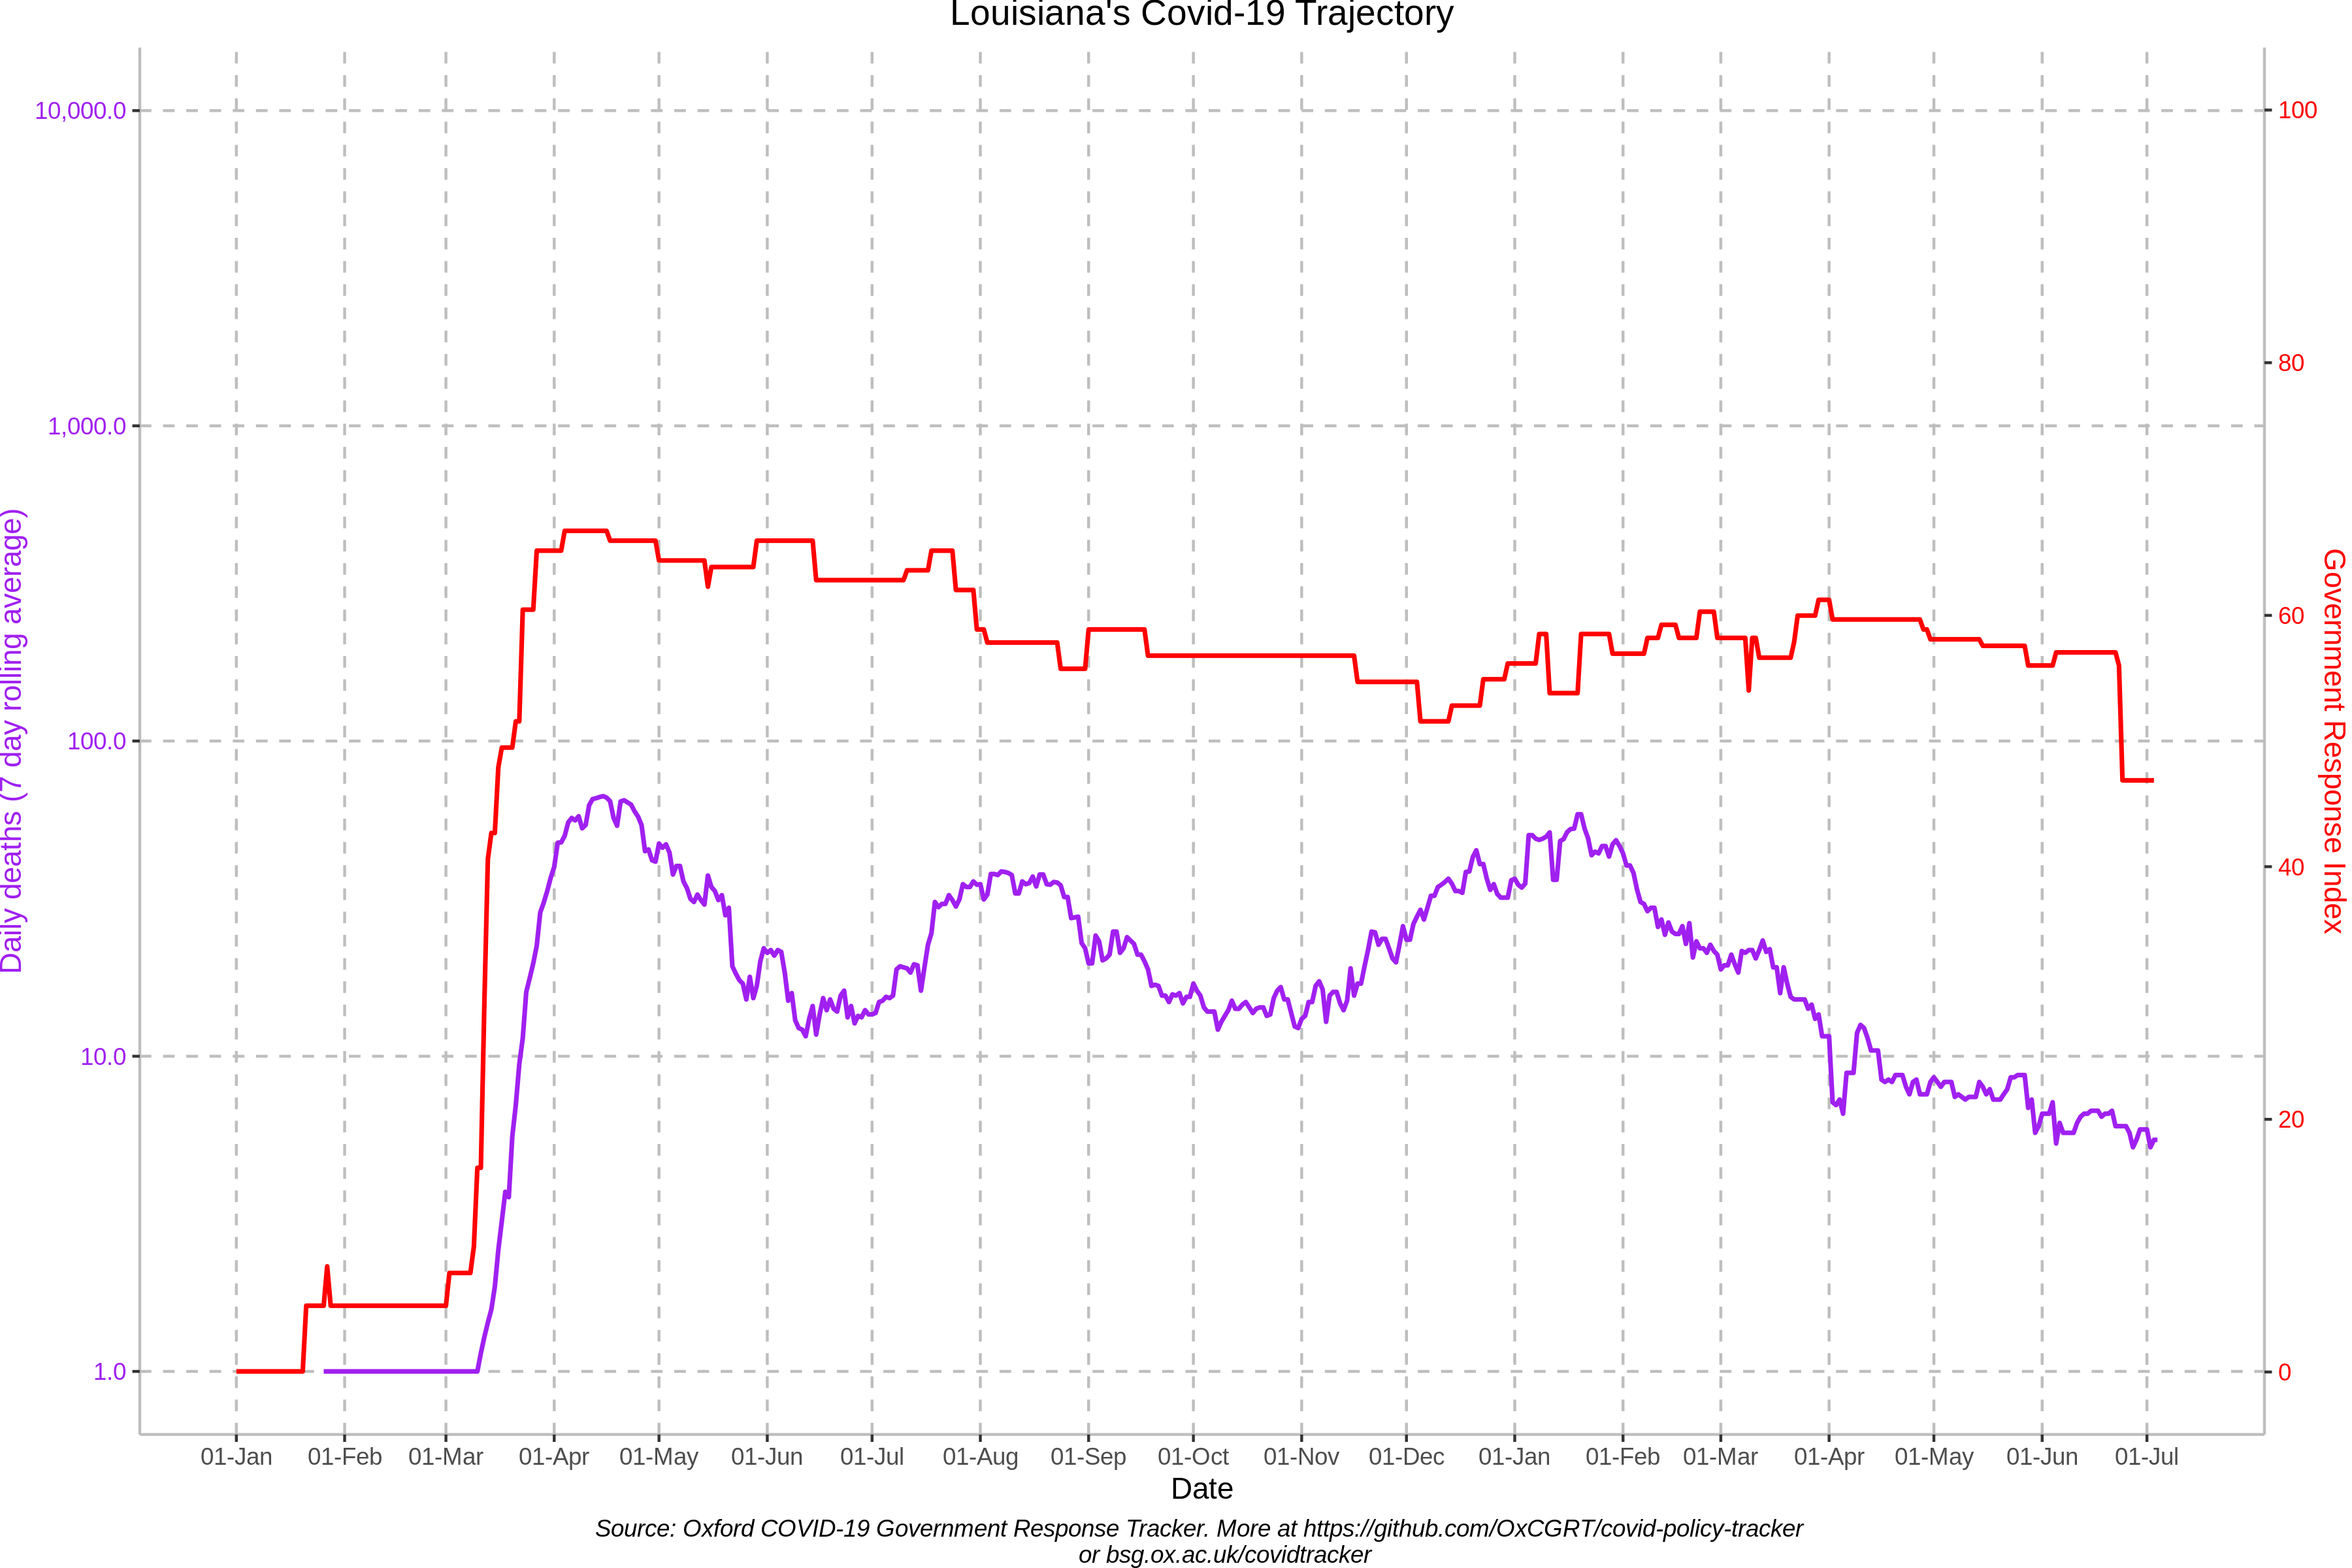 Louisiana's Covid-19 Trajectory
10,000.0
1,000.0
100.0
10.0
1.0
Daily deaths (7 day rolling average)
100
80
60
40
20
0
Government Response Index
01-Jan 01-Feb 01-Mar 01-Apr 01-May 01-Jun 01-Jul 01-Aug 01-Sep 01-Oct 01-Nov 01-Dec 01-Jan 01-Feb 01-Mar 01-Apr 01-May 01-Jun 01-Jul
Date
Source: Oxford COVID-19 Government Response Tracker. More at https://github.com/OxCGRT/covid-policy-tracker
or bsg.ox.ac.uk/covidtracker